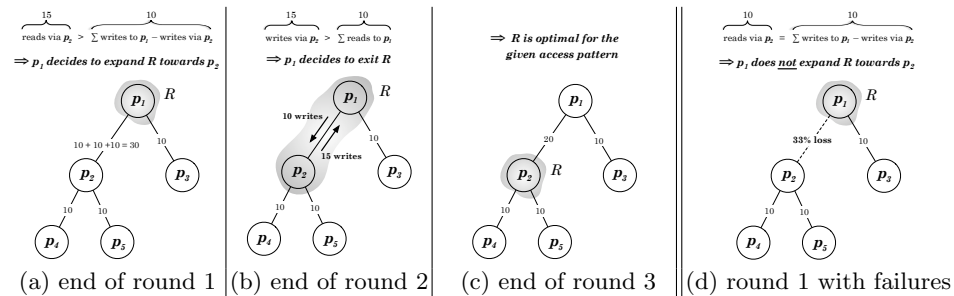 15 10
reads via p₂ > ∑ writes to p₁ – writes via p₂
⇒ p₁ decides to expand R towards p₂
p₁ R
10 + 10 +10 = 30 10
p₂ p₃
10 10
p₄ p₅
(a) end of round 1
15 10
writes via p₂ > ∑ reads to p₁
⇒ p₁ decides to exit R
p₁ R
10 writes
10
15 writes
p₂ p₃
10 10
p₄ p₅
(b) end of round 2
⇒ R is optimal for the
given access pattern
p₁
20 10
p₂ R p₃
10 10
p₄ p₅
(c) end of round 3
10 10
reads via p₂ = ∑ writes to p₁ – writes via p₂
⇒ p₁ does not expand R towards p₂
p₁ R
33% loss 10
p₂ p₃
10 10
p₄ p₅
(d) round 1 with failures